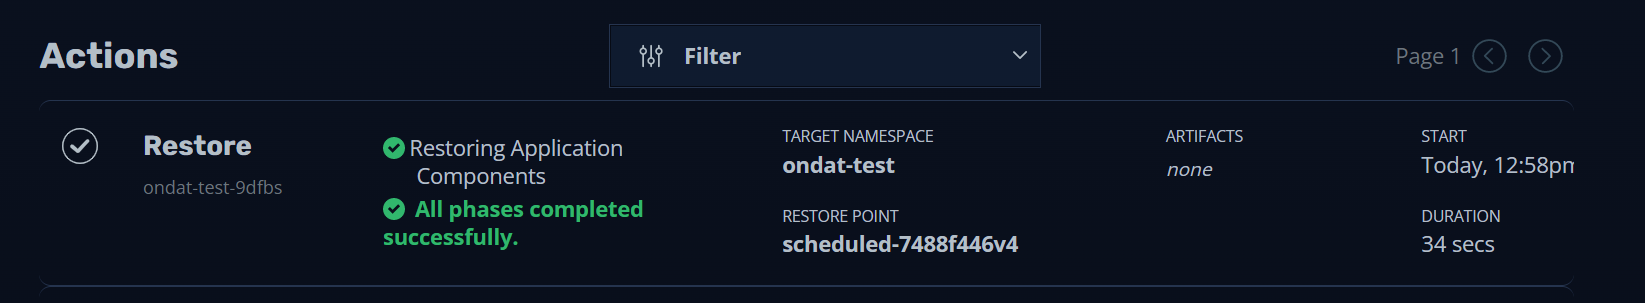 Actions
Filter
Page 1
Restore
ondat-test-9dfbs
Restoring Application
Components
All phases completed
successfully.
TARGET NAMESPACE
ondat-test
RESTORE POINT
scheduled-7488f446v4
ARTIFACTS
none
START
Today, 12:58pm
DURATION
34 secs